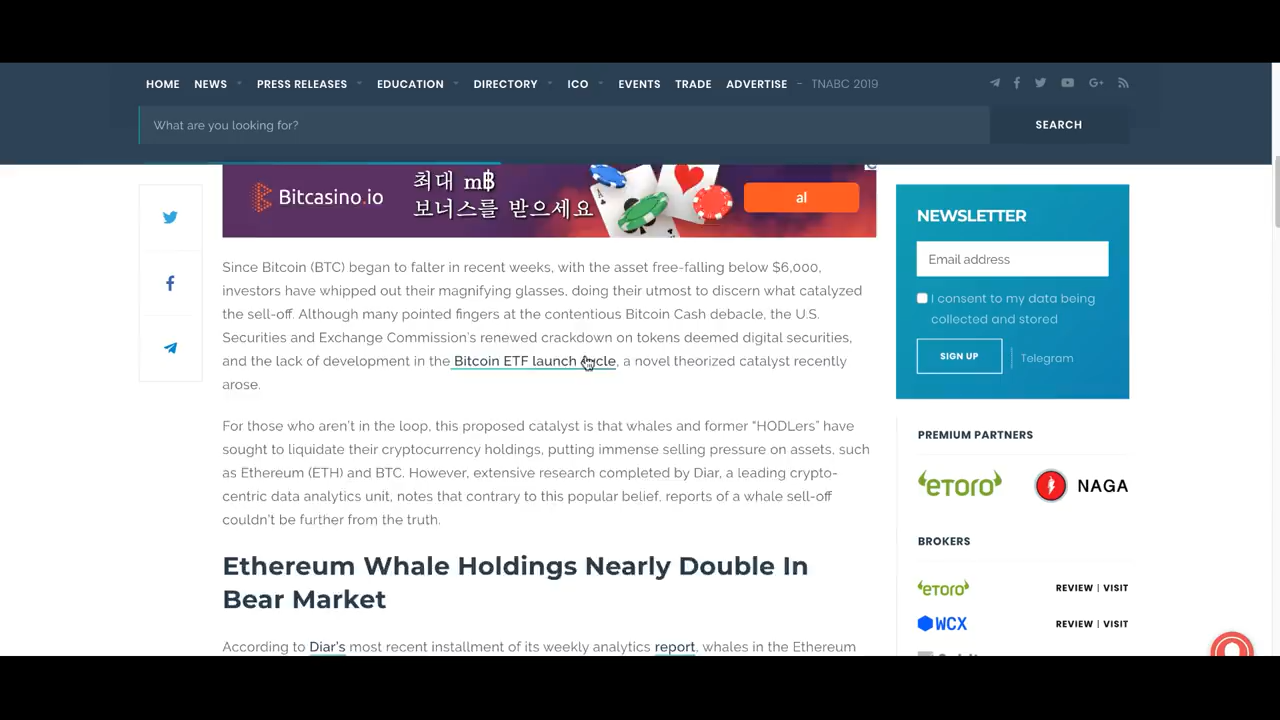 HOME NEWS PRESS RELEASES EDUCATION DIRECTORY ICO EVENTS TRADE ADVERTISE – TNABC 2019
What are you looking for?
SEARCH
Bitcasino.io
최대 m₿
보너스를 받으세요
al
Since Bitcoin (BTC) began to falter in recent weeks, with the asset free-falling below $6,000,
investors have whipped out their magnifying glasses, doing their utmost to discern what catalyzed
the sell-off. Although many pointed fingers at the contentious Bitcoin Cash debacle, the U.S.
Securities and Exchange Commission's renewed crackdown on tokens deemed digital securities,
and the lack of development in the Bitcoin ETF launch cycle, a novel theorized catalyst recently
arose.
For those who aren't in the loop, this proposed catalyst is that whales and former "HODLers" have
sought to liquidate their cryptocurrency holdings, putting immense selling pressure on assets, such
as Ethereum (ETH) and BTC. However, extensive research completed by Diar, a leading crypto-
centric data analytics unit, notes that contrary to this popular belief, reports of a whale sell-off
couldn't be further from the truth.
Ethereum Whale Holdings Nearly Double In
Bear Market
According to Diar's most recent installment of its weekly analytics report, whales in the Ethereum
NEWSLETTER
Email address
I consent to my data being
collected and stored
SIGN UP
Telegram
PREMIUM PARTNERS
eToro
NAGA
BROKERS
eToro REVIEW | VISIT
WCX REVIEW | VISIT